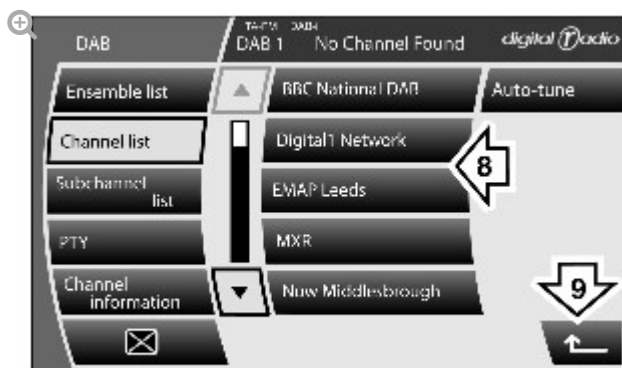 DAB
DAB 1 No Channel Found
digital radio
Ensemble list
BBC National DAB
Auto-tune
Channel list
Digital1 Network
8
Subchannel
list
EMAP Leeds
PTY
MXR
Channel
information
Now Middlesbrough
9